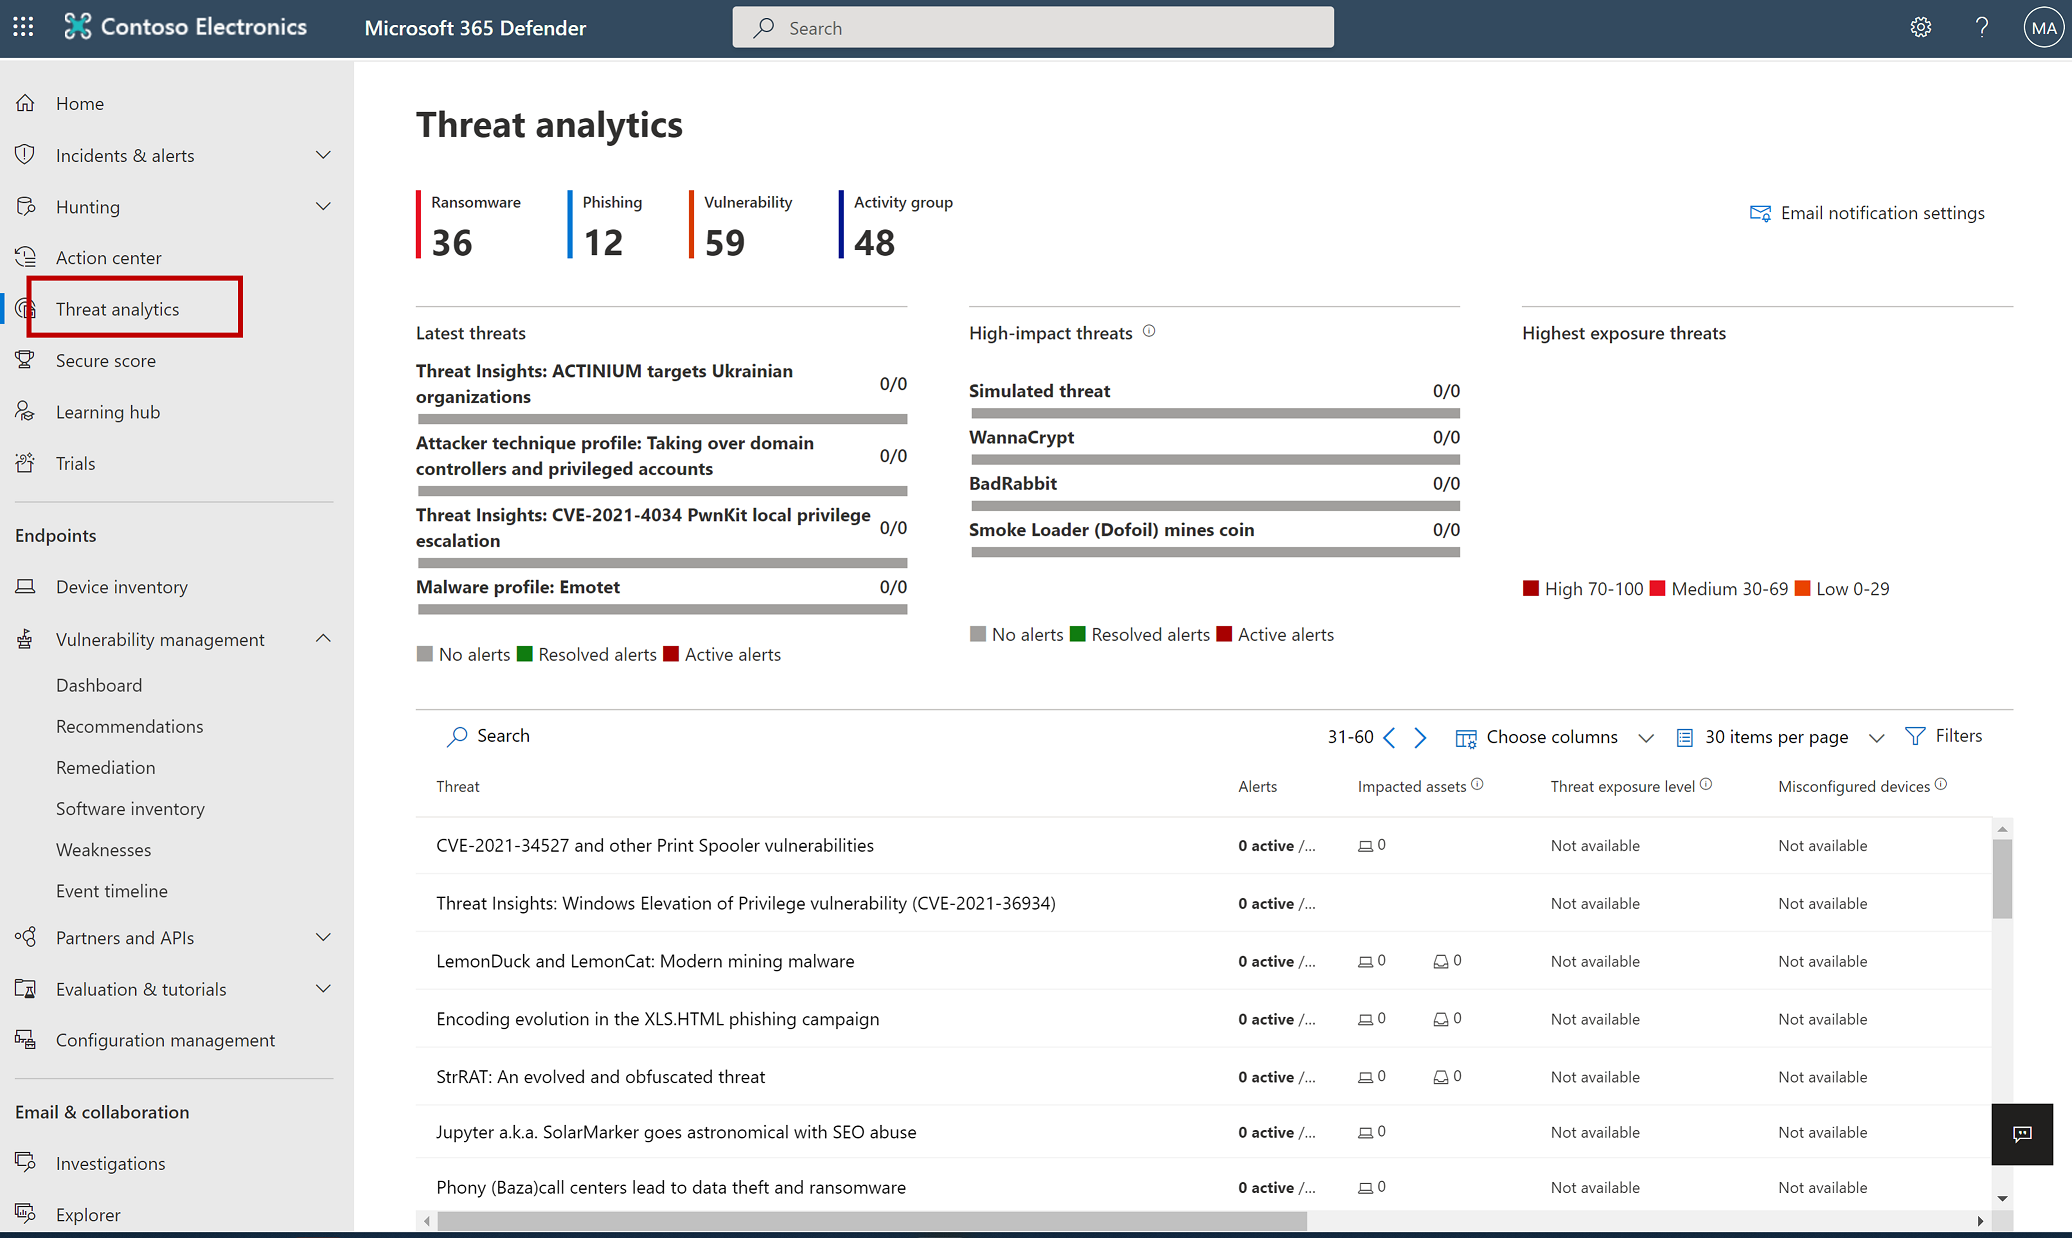 Contoso Electronics
Microsoft 365 Defender
Search
MA
Home
Incidents & alerts
Hunting
Action center
Threat analytics
Secure score
Learning hub
Trials
Endpoints
Device inventory
Vulnerability management
Dashboard
Recommendations
Remediation
Software inventory
Weaknesses
Event timeline
Partners and APIs
Evaluation & tutorials
Configuration management
Email & collaboration
Investigations
Explorer
Threat analytics
Ransomware
36
Phishing
12
Vulnerability
59
Activity group
48
Email notification settings
Latest threats
Threat Insights: ACTINIUM targets Ukrainian
organizations
0/0
Attacker technique profile: Taking over domain
controllers and privileged accounts
0/0
Threat Insights: CVE-2021-4034 PwnKit local privilege
escalation
0/0
Malware profile: Emotet 0/0
No alerts Resolved alerts Active alerts
High-impact threats
Simulated threat 0/0
WannaCrypt 0/0
BadRabbit 0/0
Smoke Loader (Dofoil) mines coin 0/0
No alerts Resolved alerts Active alerts
Highest exposure threats
High 70-100 Medium 30-69 Low 0-29
Search
31-60 Choose columns 30 items per page Filters
Threat Alerts Impacted assets Threat exposure level Misconfigured devices
CVE-2021-34527 and other Print Spooler vulnerabilities 0 active /... 0 Not available Not available
Threat Insights: Windows Elevation of Privilege vulnerability (CVE-2021-36934) 0 active /... Not available Not available
LemonDuck and LemonCat: Modern mining malware 0 active /... 0 0 Not available Not available
Encoding evolution in the XLS.HTML phishing campaign 0 active /... 0 0 Not available Not available
StrRAT: An evolved and obfuscated threat 0 active /... 0 0 Not available Not available
Jupyter a.k.a. SolarMarker goes astronomical with SEO abuse 0 active /... 0 Not available Not available
Phony (Baza)call centers lead to data theft and ransomware 0 active /... 0 Not available Not available